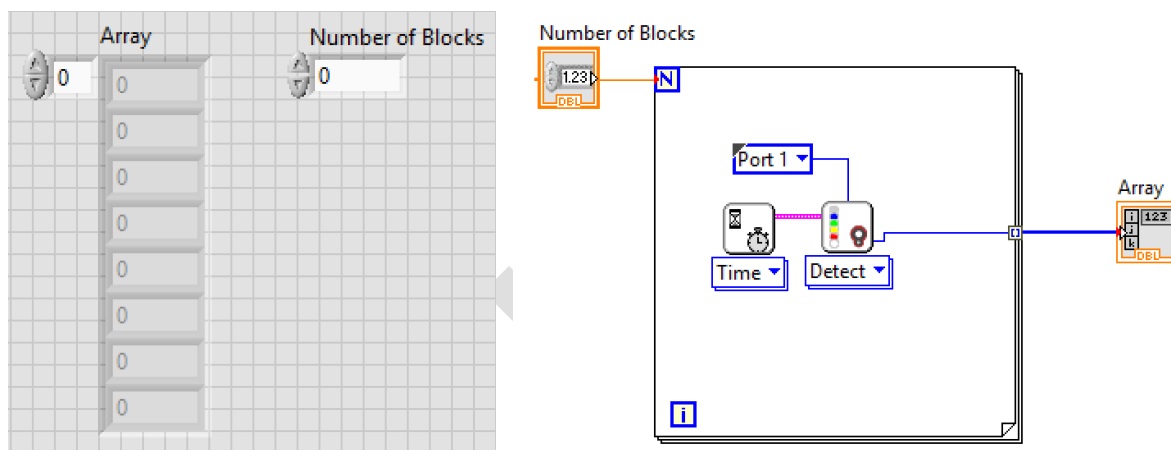 Array
Number of Blocks
0
0
0
0
0
0
0
0
0
0
Number of Blocks
1.23
DBL
N
Port 1
Time
Detect
i
Array
i
j
k
123
DBL